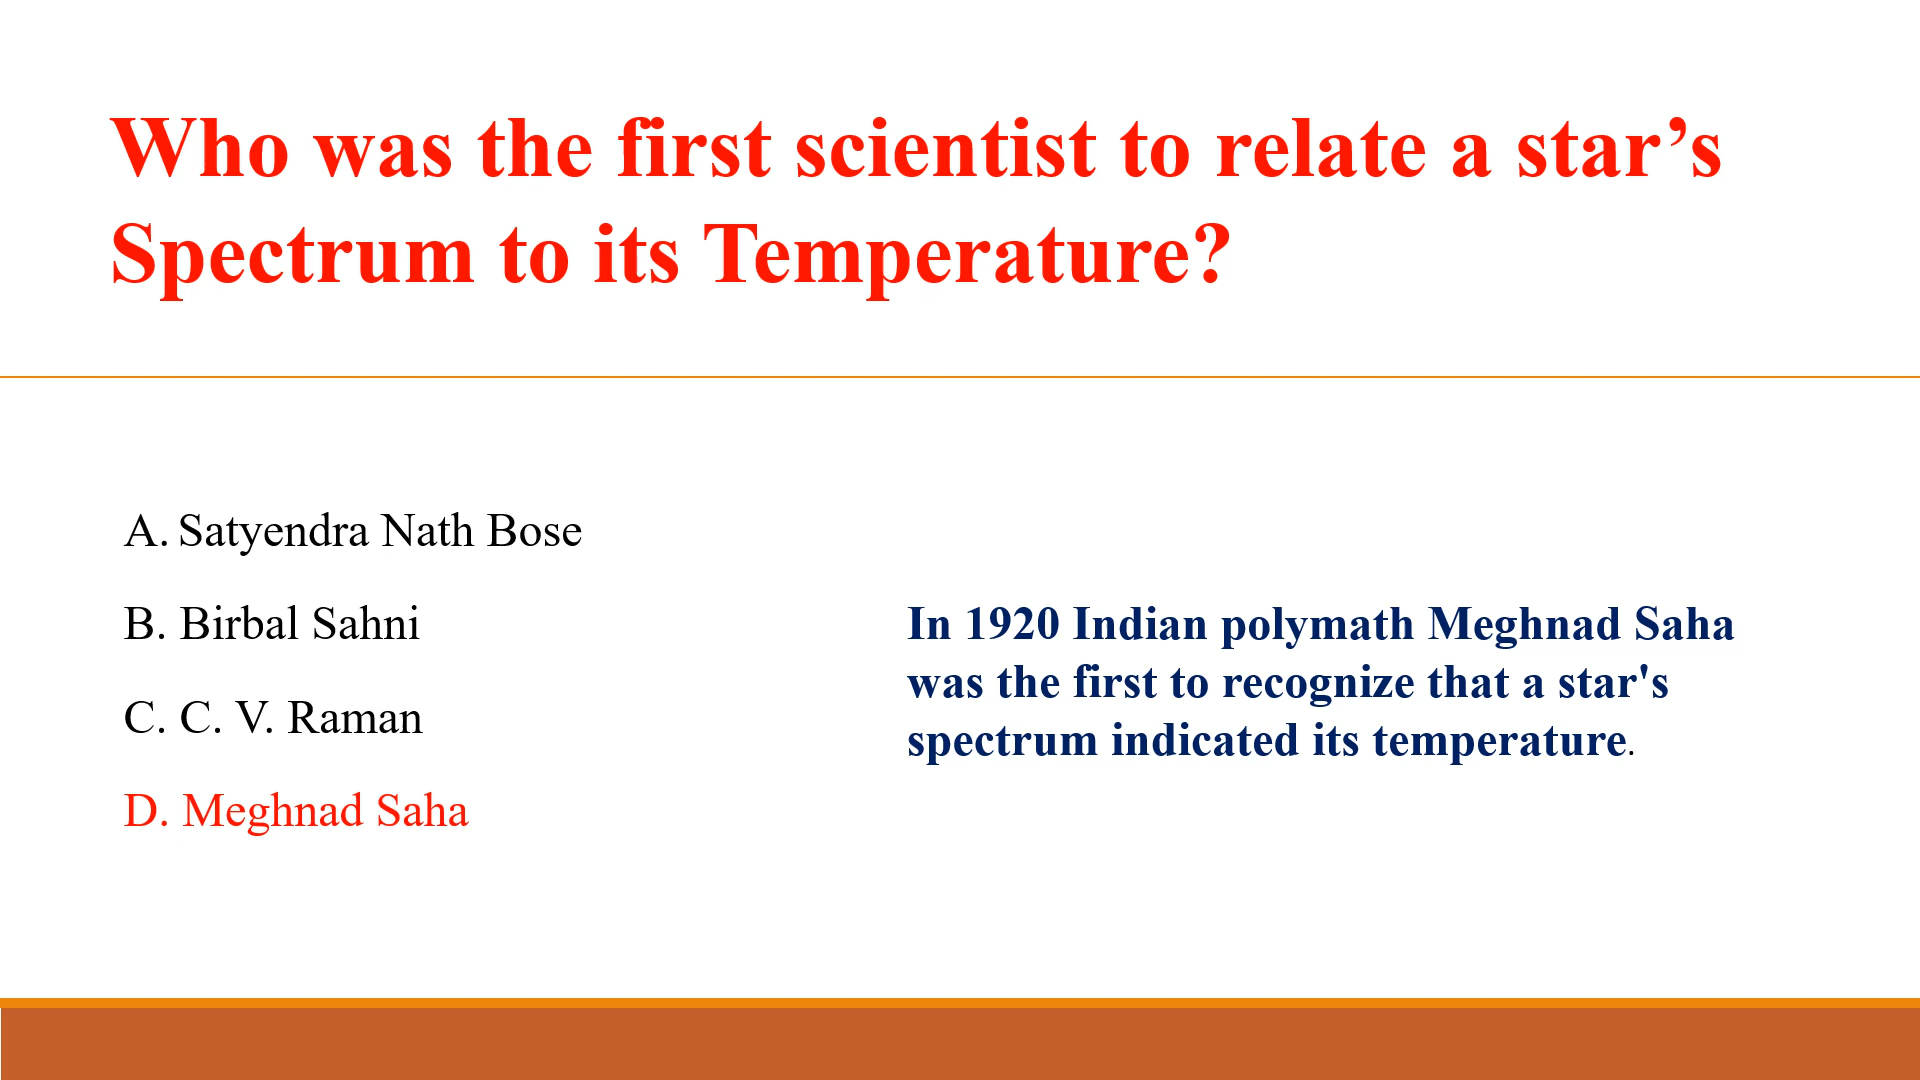 Who was the first scientist to relate a star’s
Spectrum to its Temperature?
A. Satyendra Nath Bose
B. Birbal Sahni
C. C. V. Raman
D. Meghnad Saha
In 1920 Indian polymath Meghnad Saha
was the first to recognize that a star's
spectrum indicated its temperature.